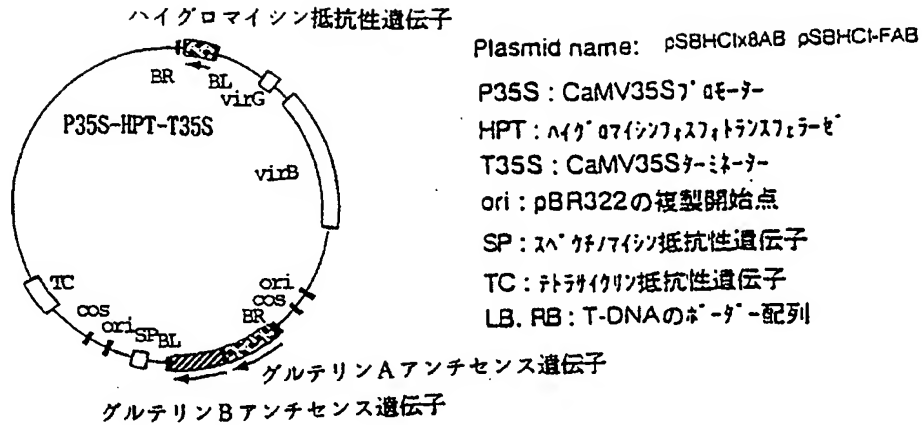 ハイグロマイシン抵抗性遺伝子
BR
BL
virG
P35S-HPT-T35S
virB
TC
cos
ori
SP
BL
BR
cos
ori
グルテリンAアンチセンス遺伝子
グルテリンBアンチセンス遺伝子
Plasmid name: pSBHCIx8AB pSBHCI-FAB
P35S : CaMV35Sプロモーター
HPT : ハイグロマイシンフォスフォトランスフェラーゼ
T35S : CaMV35Sターミネーター
ori : pBR322の複製開始点
SP : スペクチノマイシン抵抗性遺伝子
TC : テトラサイクリン抵抗性遺伝子
LB. RB : T-DNAのボーダー配列